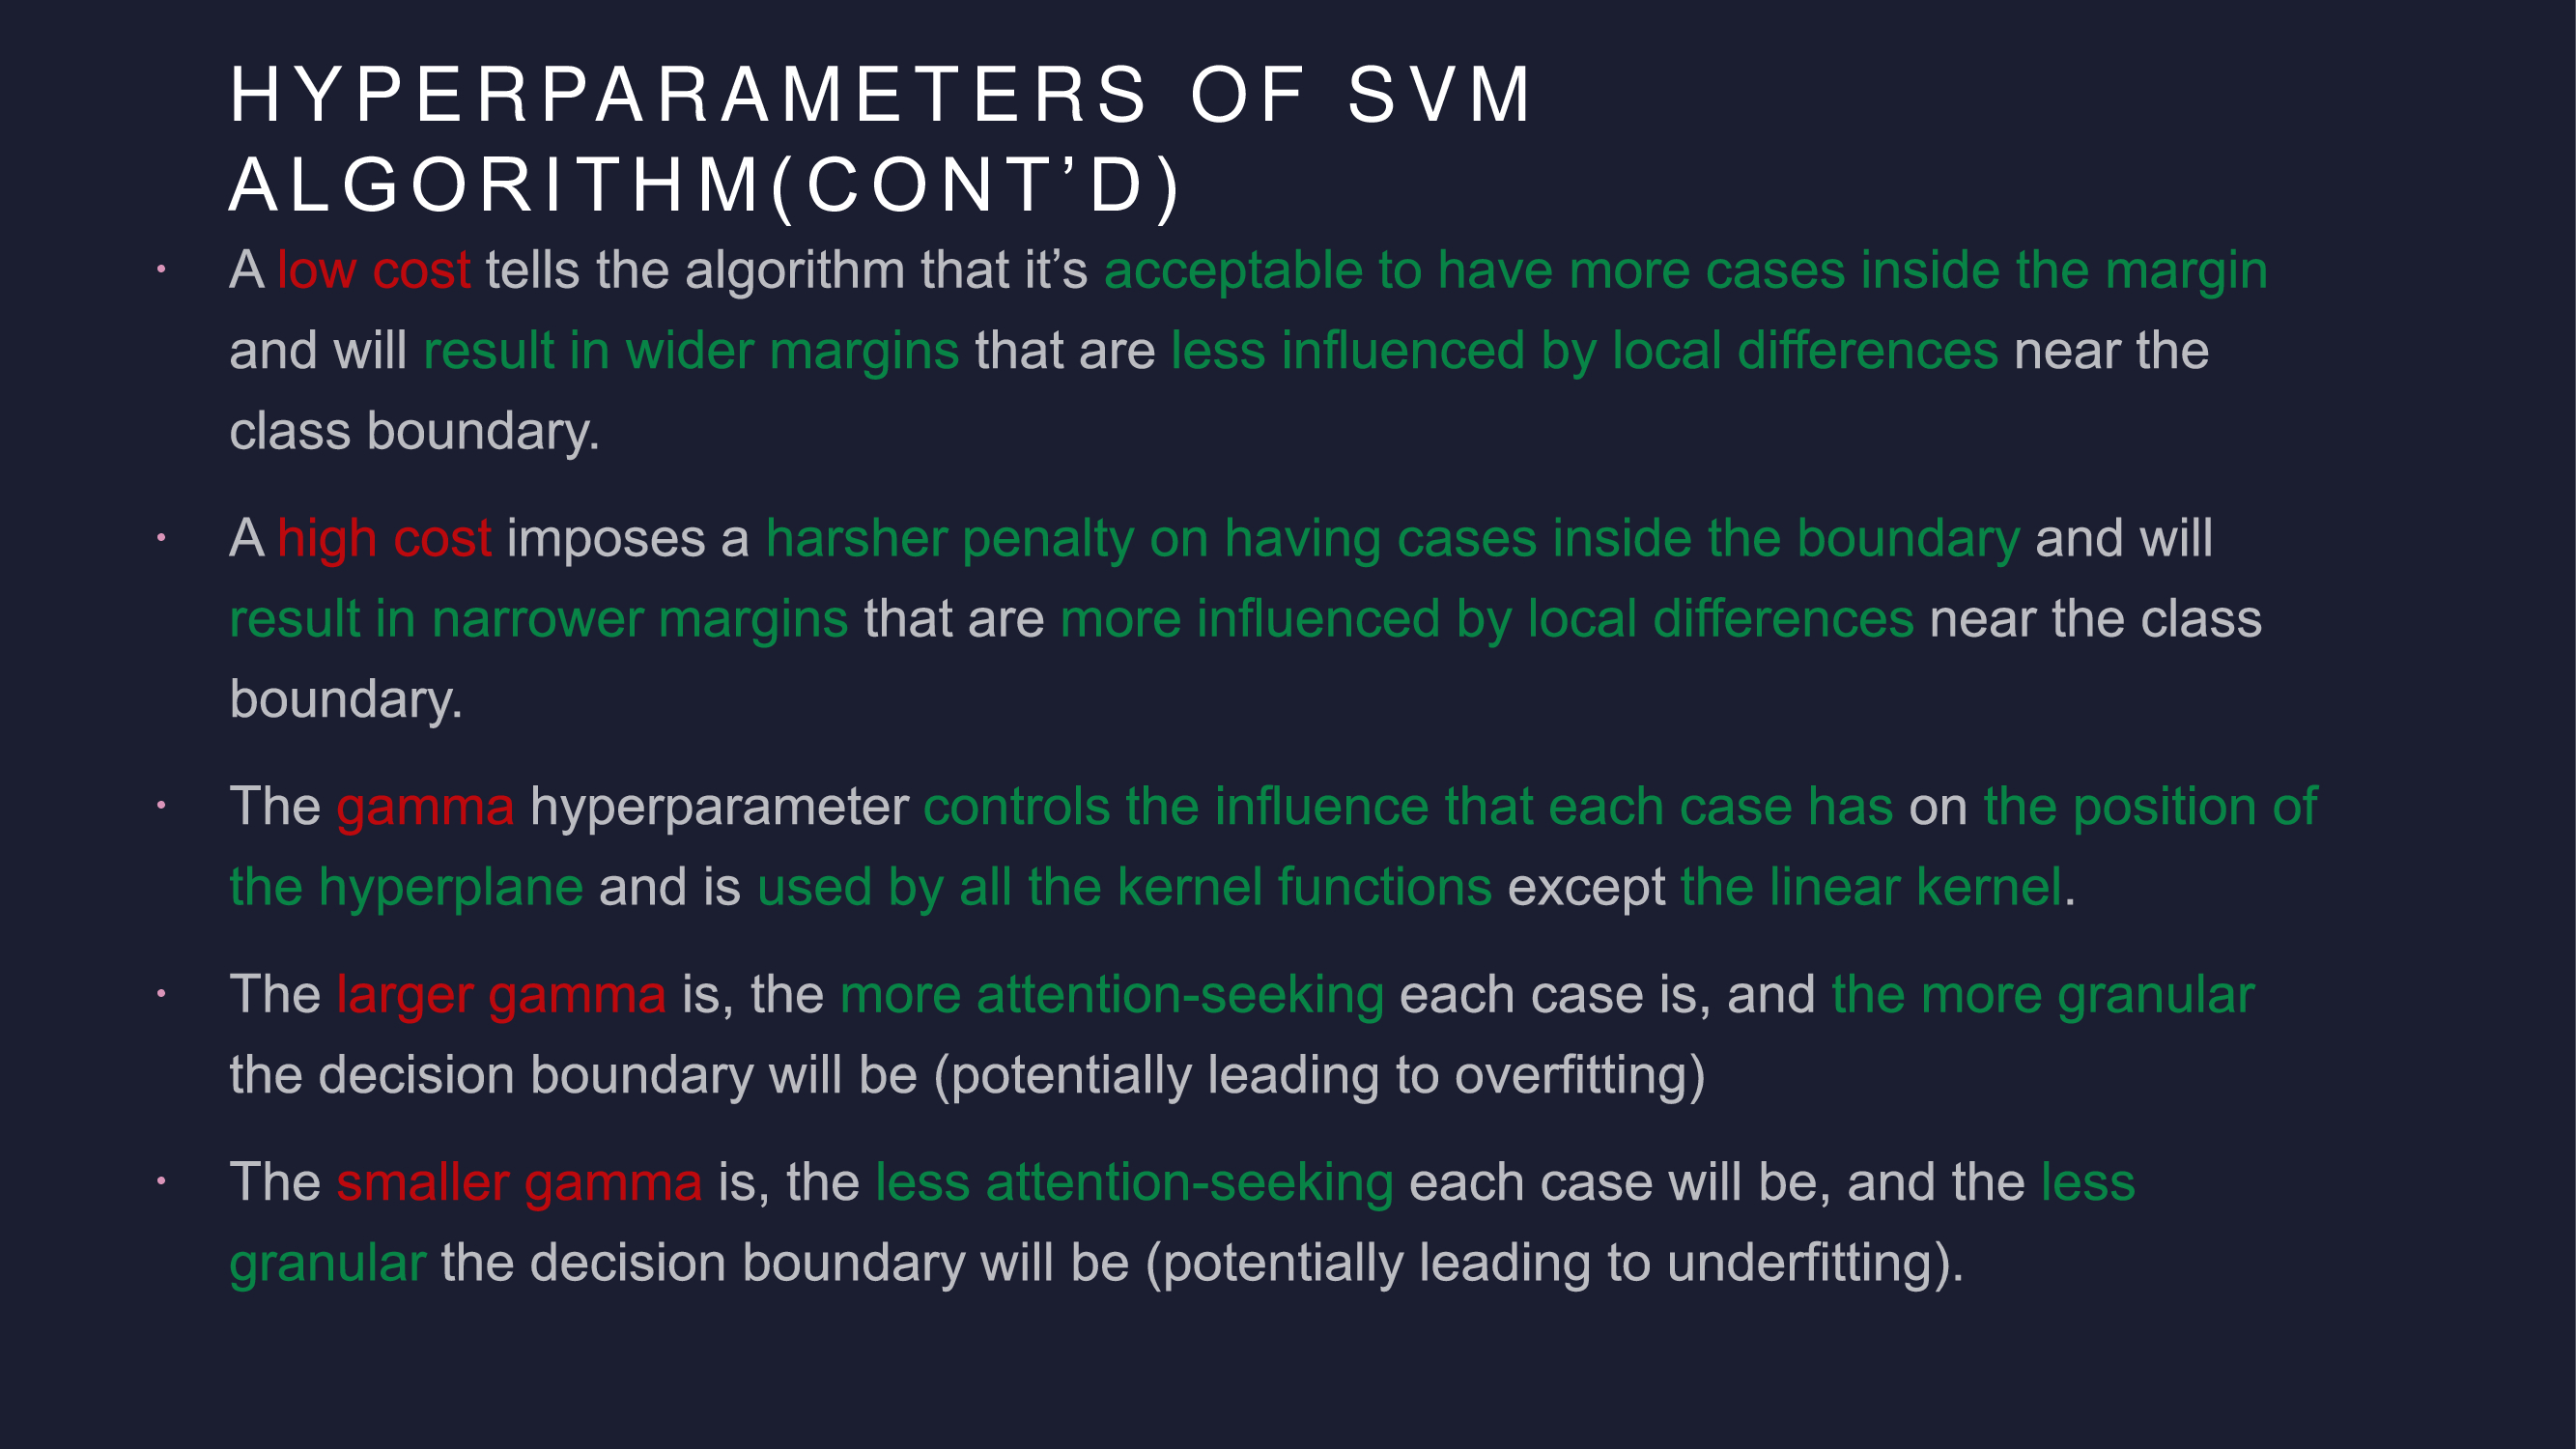 HYPERPARAMETERS OF SVM
ALGORITHM(CONT’D)
• A low cost tells the algorithm that it’s acceptable to have more cases inside the margin
and will result in wider margins that are less influenced by local differences near the
class boundary.
• A high cost imposes a harsher penalty on having cases inside the boundary and will
result in narrower margins that are more influenced by local differences near the class
boundary.
• The gamma hyperparameter controls the influence that each case has on the position of
the hyperplane and is used by all the kernel functions except the linear kernel.
• The larger gamma is, the more attention-seeking each case is, and the more granular
the decision boundary will be (potentially leading to overfitting)
• The smaller gamma is, the less attention-seeking each case will be, and the less
granular the decision boundary will be (potentially leading to underfitting).